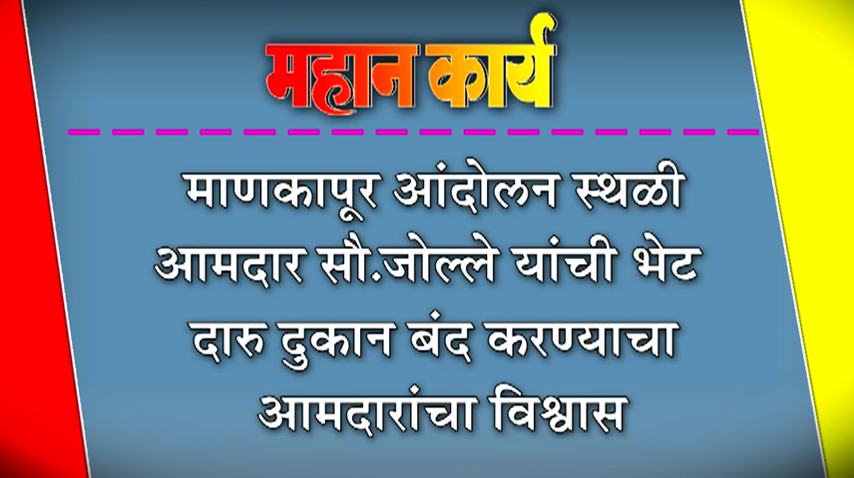 महान कार्य
माणकापूर आंदोलन स्थळी
आमदार सौ.जोल्ले यांची भेट
दारु दुकान बंद करण्याचा
आमदारांचा विश्वास